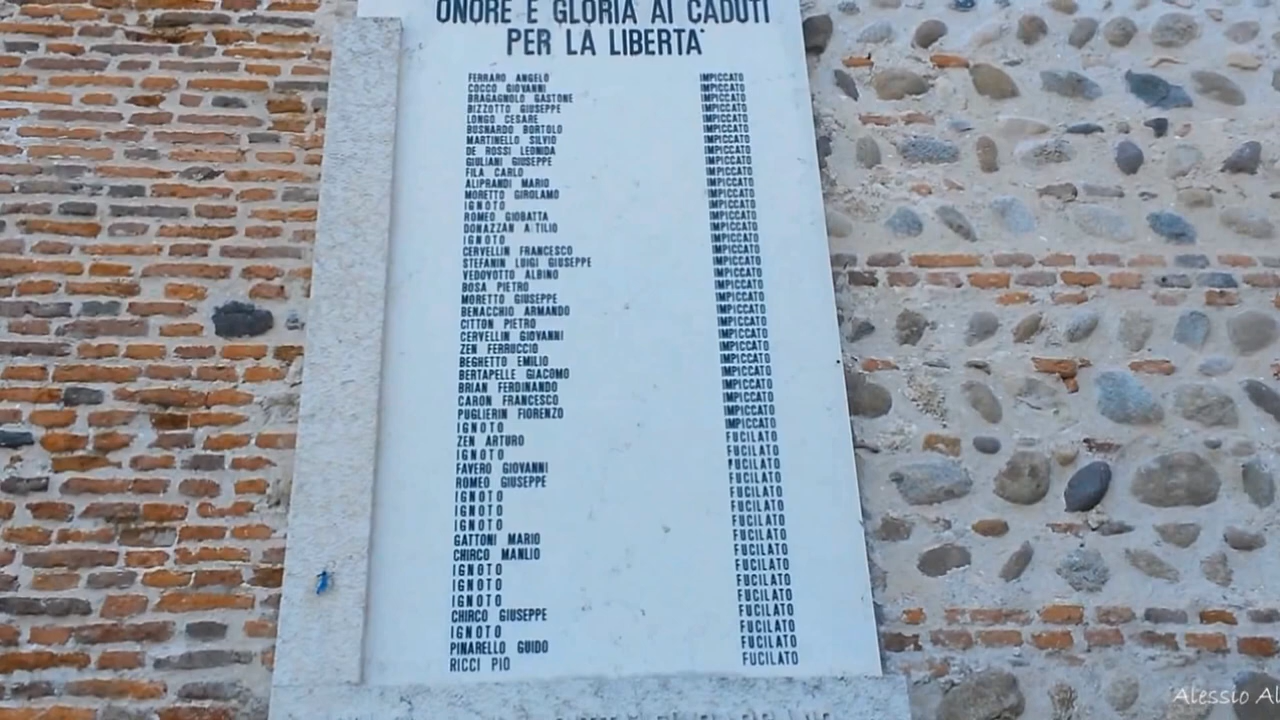 ONORE E GLORIA AI CADUTI
PER LA LIBERTA'
FERRARO ANGELO IMPICCATO
COCCO GIOVANNI IMPICCATO
BRAGAGNOLO GASTONE IMPICCATO
BIZZOTTO GIUSEPPE IMPICCATO
LONGO CESARE IMPICCATO
BUSNARDO BORTOLO IMPICCATO
MARTINELLO SILVIO IMPICCATO
DE ROSSI LEONIDA IMPICCATO
GIULIANI GIUSEPPE IMPICCATO
FILA CARLO IMPICCATO
ALIPRANDI MARIO IMPICCATO
MORETTO GIROLAMO IMPICCATO
IGNOTO IMPICCATO
ROMEO GIOBATTA IMPICCATO
DONAZZAN A TILIO IMPICCATO
IGNOTO IMPICCATO
CERVELLIN FRANCESCO IMPICCATO
STEFANIN LUIGI GIUSEPPE IMPICCATO
VEDOVOTTO ALBINO IMPICCATO
BOSA PIETRO IMPICCATO
MORETTO GIUSEPPE IMPICCATO
BENACCHIO ARMANDO IMPICCATO
CITTON PIETRO IMPICCATO
CERVELLIN GIOVANNI IMPICCATO
ZEN FERRUCCIO IMPICCATO
BEGHETTO EMILIO IMPICCATO
BERTAPELLE GIACOMO IMPICCATO
BRIAN FERDINANDO IMPICCATO
CARON FRANCESCO IMPICCATO
PUGLIERIN FIORENZO IMPICCATO
IGNOTO IMPICCATO
ZEN ARTURO FUCILATO
IGNOTO FUCILATO
FAVERO GIOVANNI FUCILATO
ROMEO GIUSEPPE FUCILATO
IGNOTO FUCILATO
IGNOTO FUCILATO
IGNOTO FUCILATO
GATTONI MARIO FUCILATO
CHIRCO MANLIO FUCILATO
IGNOTO FUCILATO
IGNOTO FUCILATO
IGNOTO FUCILATO
CHIRCO GIUSEPPE FUCILATO
IGNOTO FUCILATO
PINARELLO GUIDO FUCILATO
RICCI PIO FUCILATO
Alessio Al